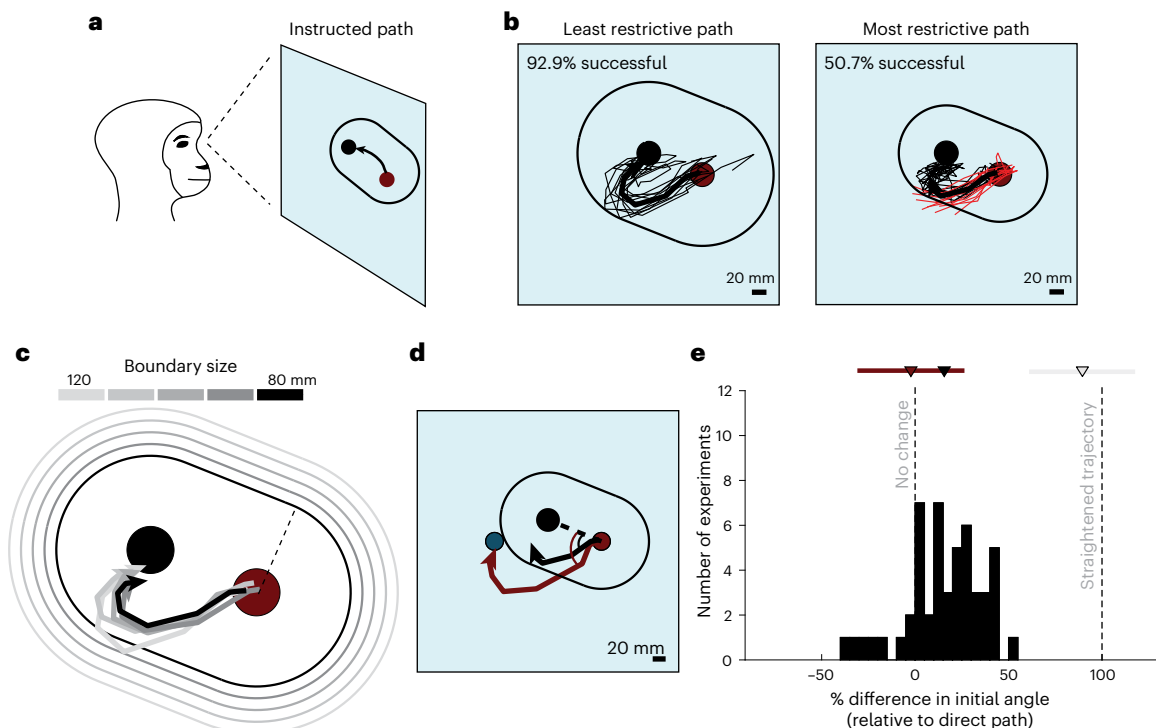 a
Instructed path
b
Least restrictive path
92.9% successful
20 mm
Most restrictive path
50.7% successful
20 mm
c
Boundary size
120
80 mm
d
20 mm
e
12
10
8
6
4
2
0
Number of experiments
No change
Straightened trajectory
−50
0
50
100
% difference in initial angle
(relative to direct path)